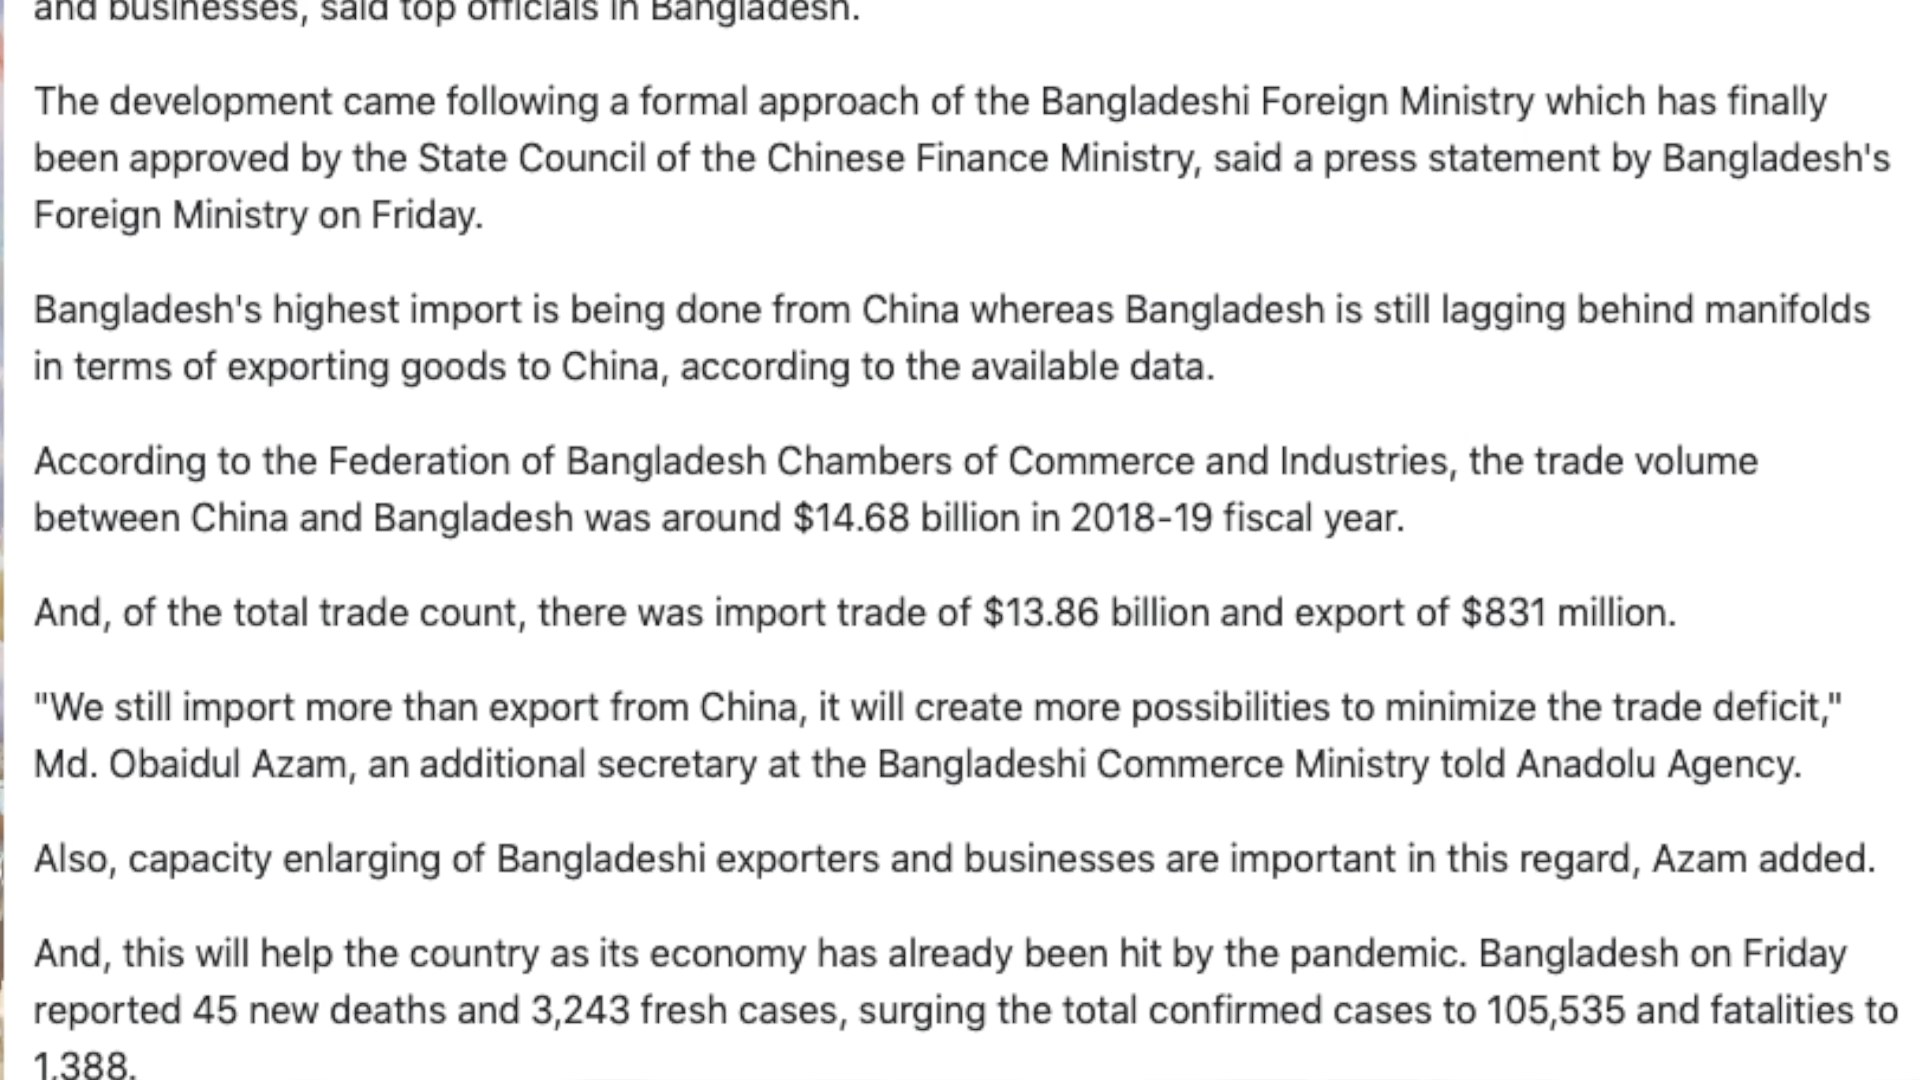 and businesses, said top officials in Bangladesh.
The development came following a formal approach of the Bangladeshi Foreign Ministry which has finally
been approved by the State Council of the Chinese Finance Ministry, said a press statement by Bangladesh's
Foreign Ministry on Friday.
Bangladesh's highest import is being done from China whereas Bangladesh is still lagging behind manifolds
in terms of exporting goods to China, according to the available data.
According to the Federation of Bangladesh Chambers of Commerce and Industries, the trade volume
between China and Bangladesh was around $14.68 billion in 2018-19 fiscal year.
And, of the total trade count, there was import trade of $13.86 billion and export of $831 million.
"We still import more than export from China, it will create more possibilities to minimize the trade deficit,"
Md. Obaidul Azam, an additional secretary at the Bangladeshi Commerce Ministry told Anadolu Agency.
Also, capacity enlarging of Bangladeshi exporters and businesses are important in this regard, Azam added.
And, this will help the country as its economy has already been hit by the pandemic. Bangladesh on Friday
reported 45 new deaths and 3,243 fresh cases, surging the total confirmed cases to 105,535 and fatalities to
1,388.